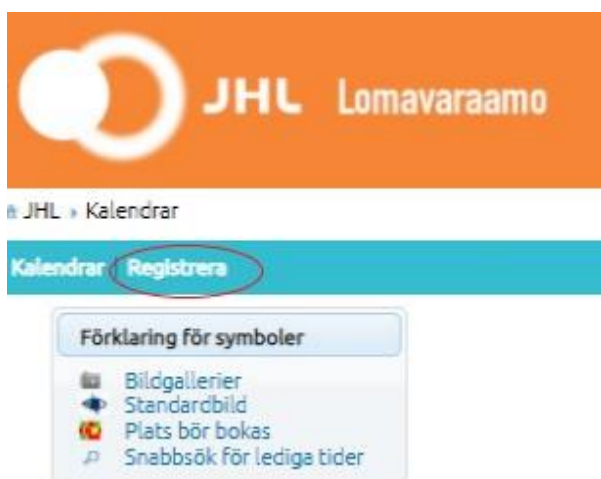 JHL Lomavaraamo
JHL › Kalendrar
Kalendrar Registrera
Förklaring för symboler
Bildgallerier
Standardbild
Plats bör bokas
Snabbsök för lediga tider